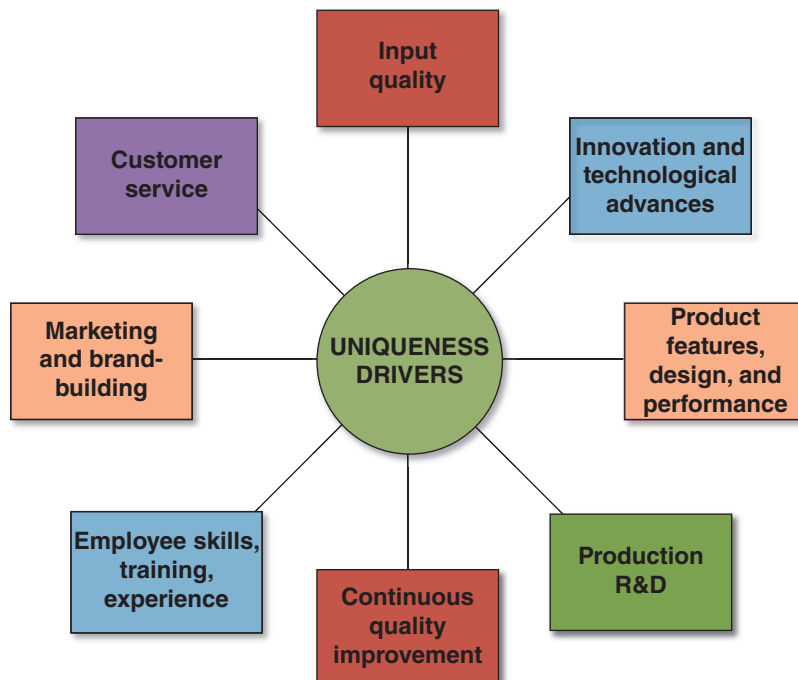 Input
quality
Customer
service
Innovation and
technological
advances
Marketing
and brand-
building
UNIQUENESS
DRIVERS
Product
features,
design, and
performance
Employee skills,
training,
experience
Continuous
quality
improvement
Production
R&D